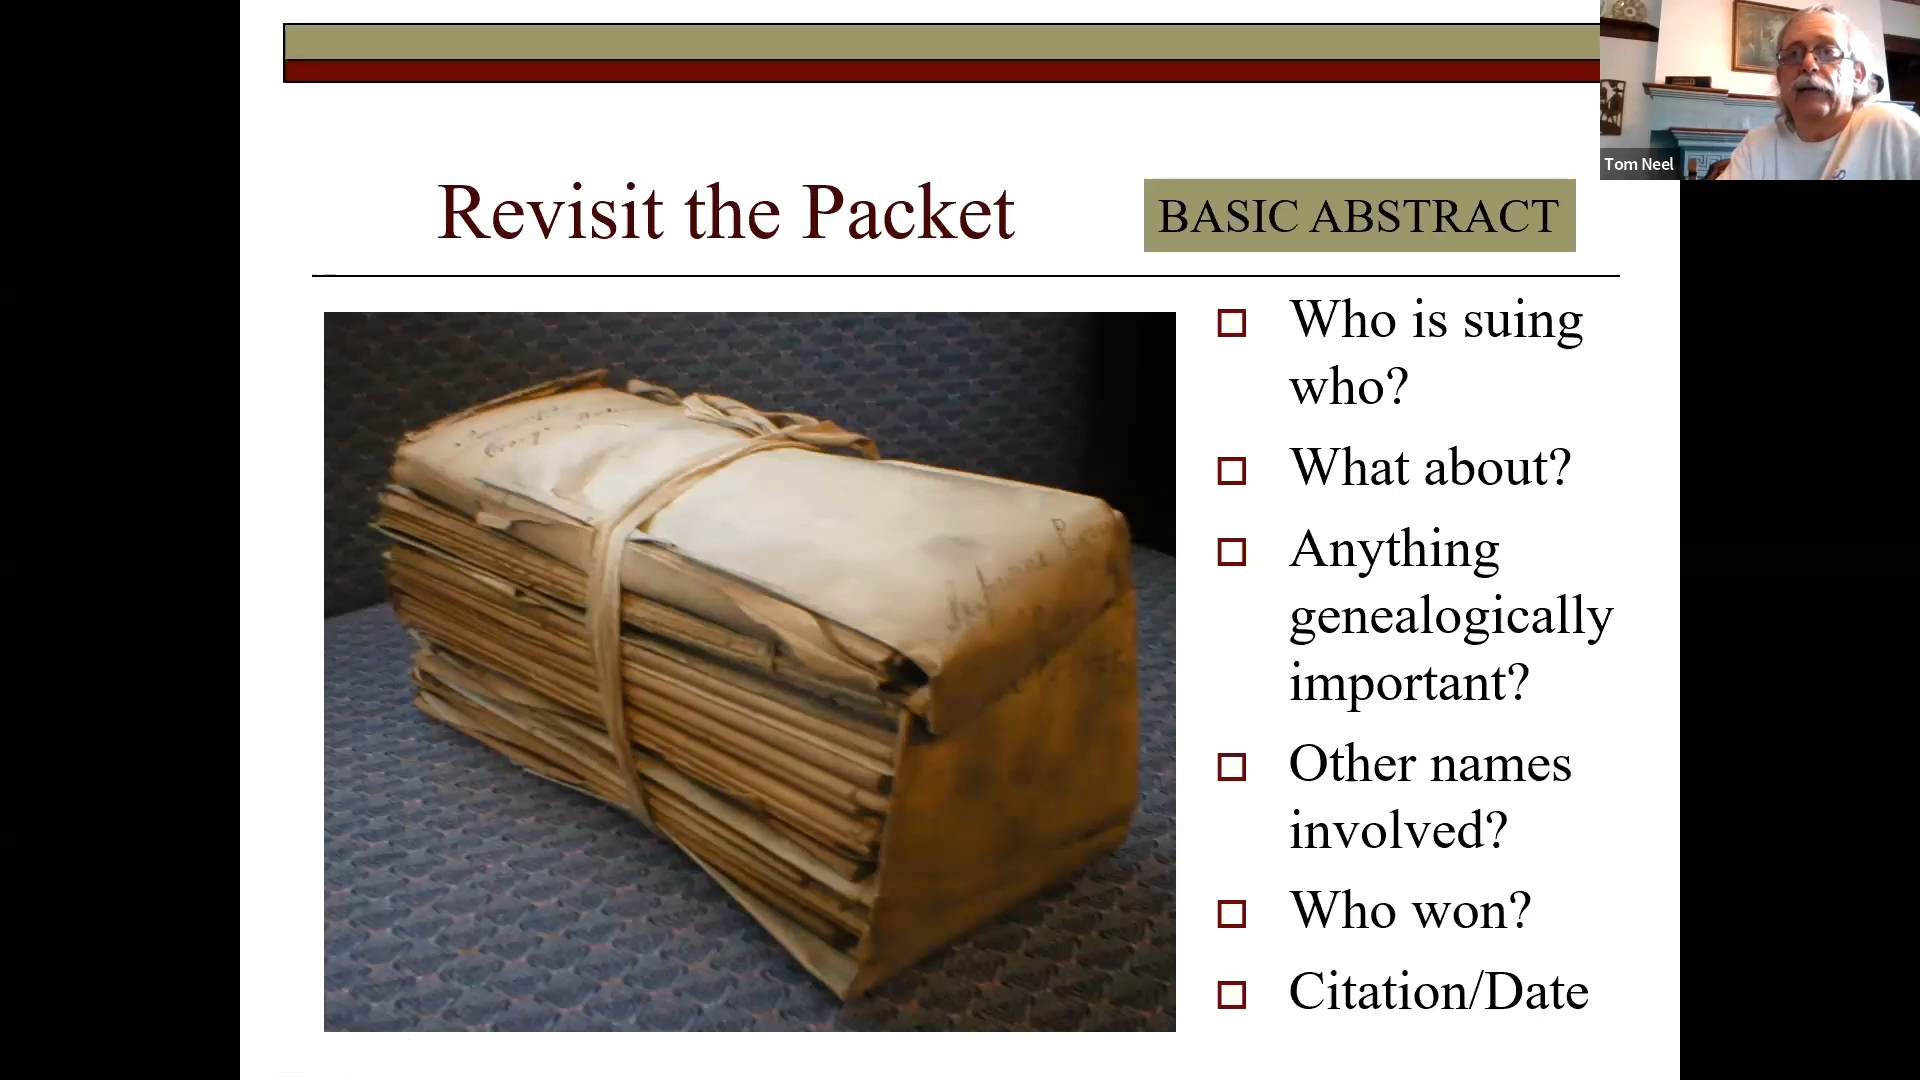 Revisit the Packet
BASIC ABSTRACT
Who is suing
who?
What about?
Anything
genealogically
important?
Other names
involved?
Who won?
Citation/Date
Tom Neel